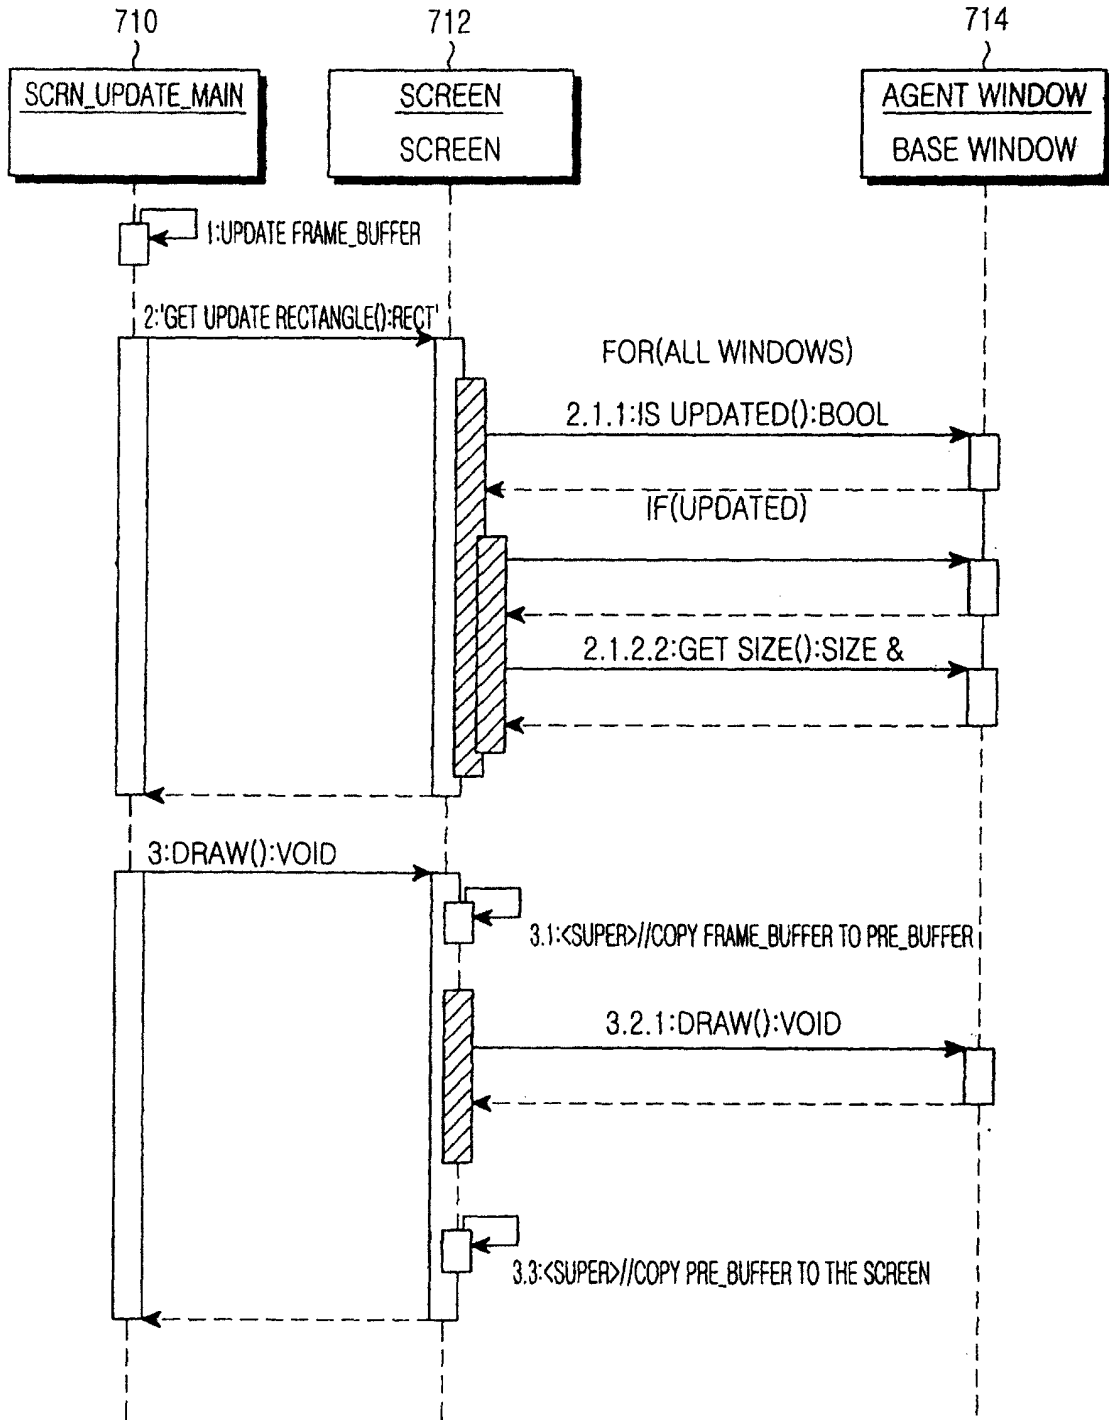 710
712
714
SCRN_UPDATE_MAIN
SCREEN
SCREEN
AGENT WINDOW
BASE WINDOW
1:UPDATE FRAME_BUFFER
2:'GET UPDATE RECTANGLE():RECT'
FOR(ALL WINDOWS)
2.1.1:IS UPDATED():BOOL
IF(UPDATED)
2.1.2.2:GET SIZE():SIZE &
3:DRAW():VOID
3.1:<SUPER>//COPY FRAME_BUFFER TO PRE_BUFFER
3.2.1:DRAW():VOID
3.3:<SUPER>//COPY PRE_BUFFER TO THE SCREEN